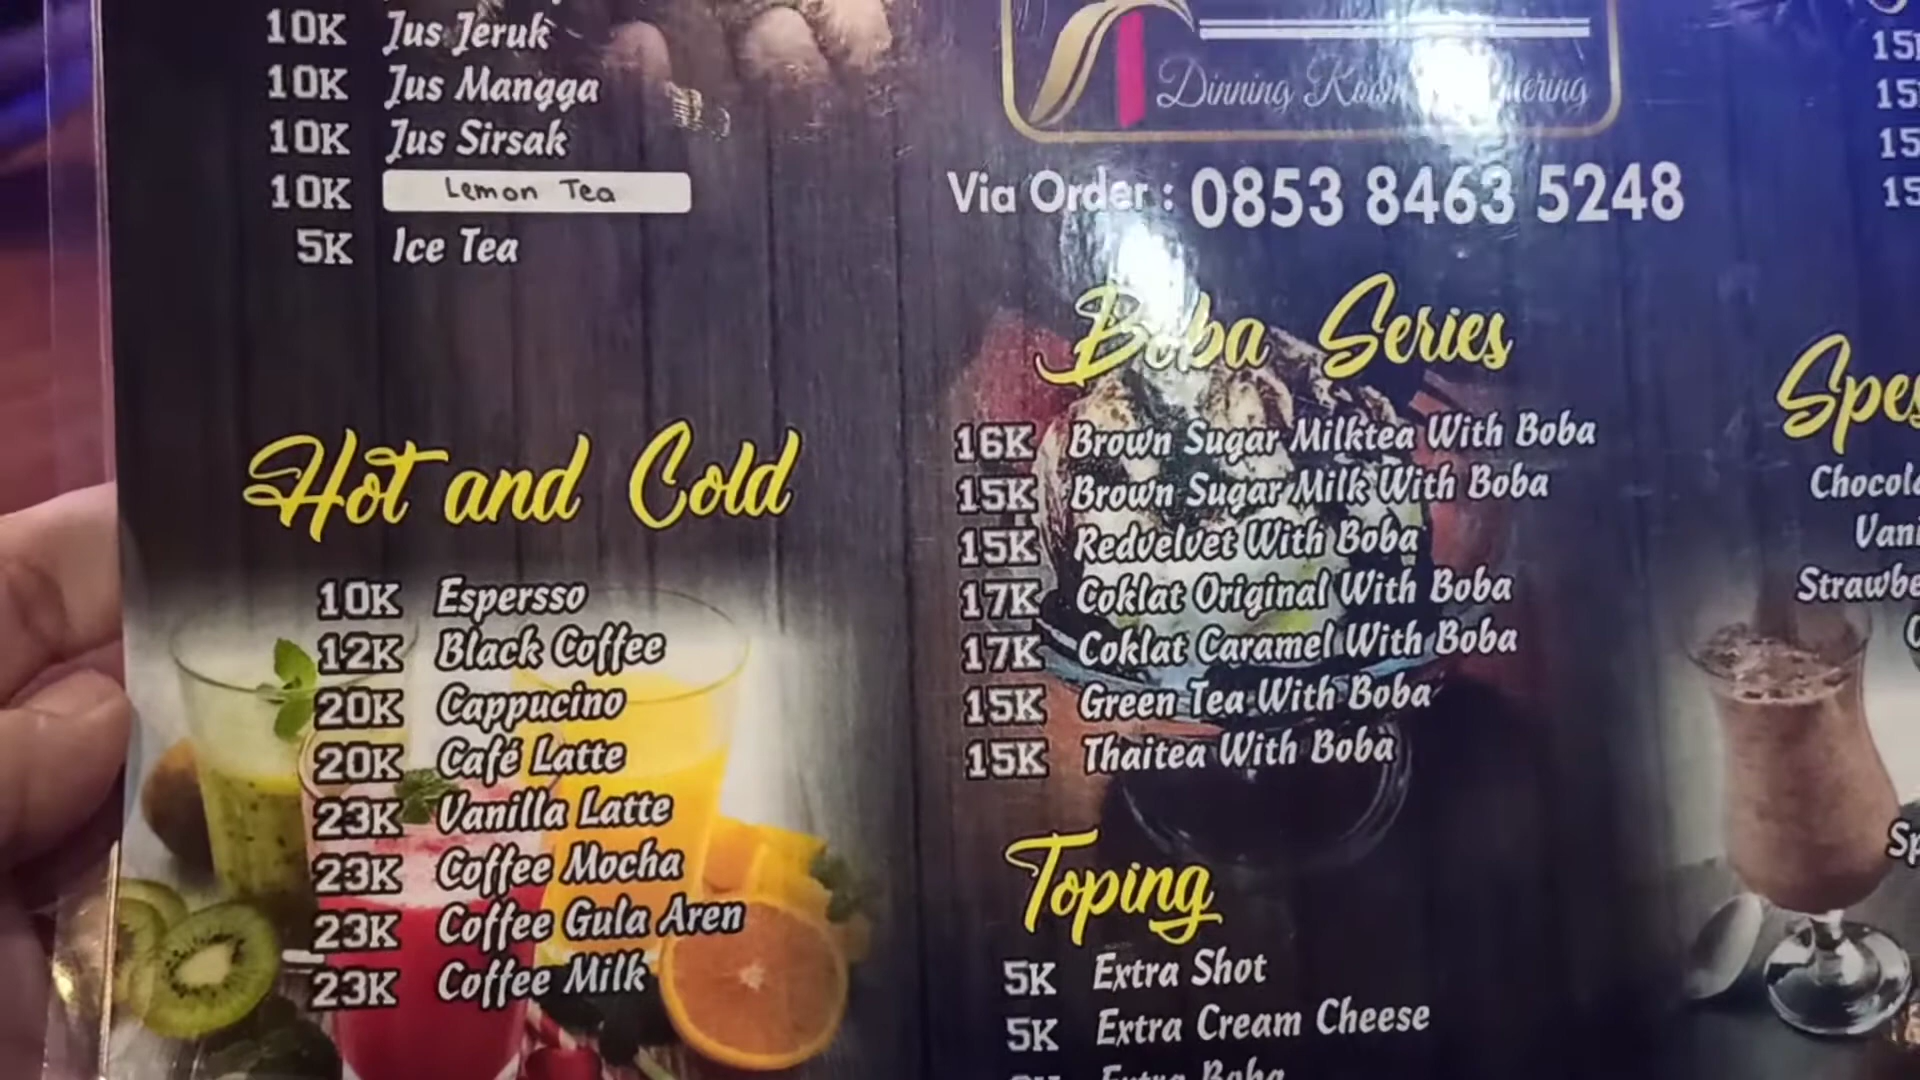 10K Jus Jeruk
10K Jus Mangga
10K Jus Sirsak
10K Lemon Tea
5K Ice Tea
Hot and Cold
10K Espersso
12K Black Coffee
20K Cappucino
20K Café Latte
23K Vanilla Latte
23K Coffee Mocha
23K Coffee Gula Aren
23K Coffee Milk
Dinning Room
Via Order : 0853 8463 5248
Boba Series
16K Brown Sugar Milktea With Boba
15K Brown Sugar Milk With Boba
15K Redvelvet With Boba
17K Coklat Original With Boba
17K Coklat Caramel With Boba
15K Green Tea With Boba
15K Thaitea With Boba
Toping
5K Extra Shot
5K Extra Cream Cheese
Extra Boba